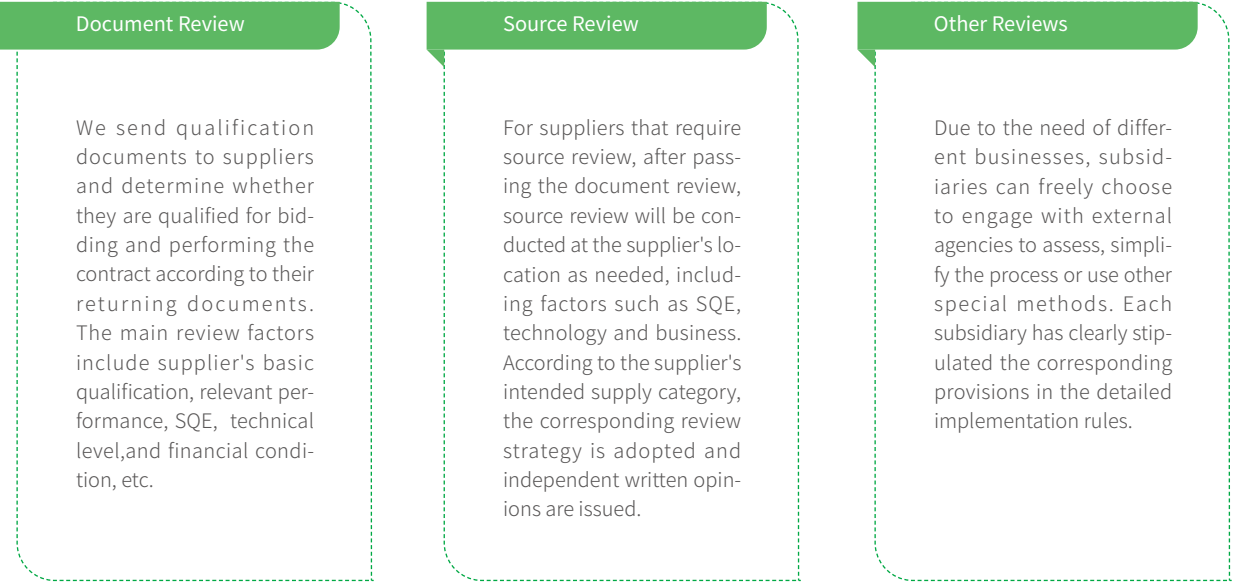 Document Review
We send qualification
documents to suppliers
and determine whether
they are qualified for bid-
ding and performing the
contract according to their
returning documents.
The main review factors
include supplier's basic
qualification, relevant per-
formance, SQE, technical
level,and financial condi-
tion, etc.
Source Review
For suppliers that require
source review, after pass-
ing the document review,
source review will be con-
ducted at the supplier's lo-
cation as needed, includ-
ing factors such as SQE,
technology and business.
According to the supplier's
intended supply category,
the corresponding review
strategy is adopted and
independent written opin-
ions are issued.
Other Reviews
Due to the need of differ-
ent businesses, subsid-
iaries can freely choose
to engage with external
agencies to assess, simpli-
fy the process or use other
special methods. Each
subsidiary has clearly stip-
ulated the corresponding
provisions in the detailed
implementation rules.